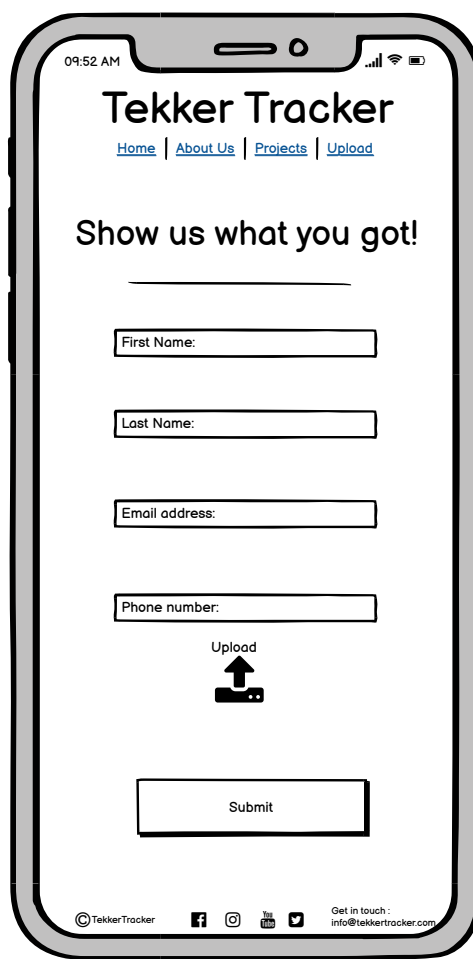 09:52 AM
Tekker Tracker
Home | About Us | Projects | Upload
Show us what you got!
First Name:
Last Name:
Email address:
Phone number:
Upload
Submit
©TekkerTracker
You Tube
Get in touch :
info@tekkertracker.com